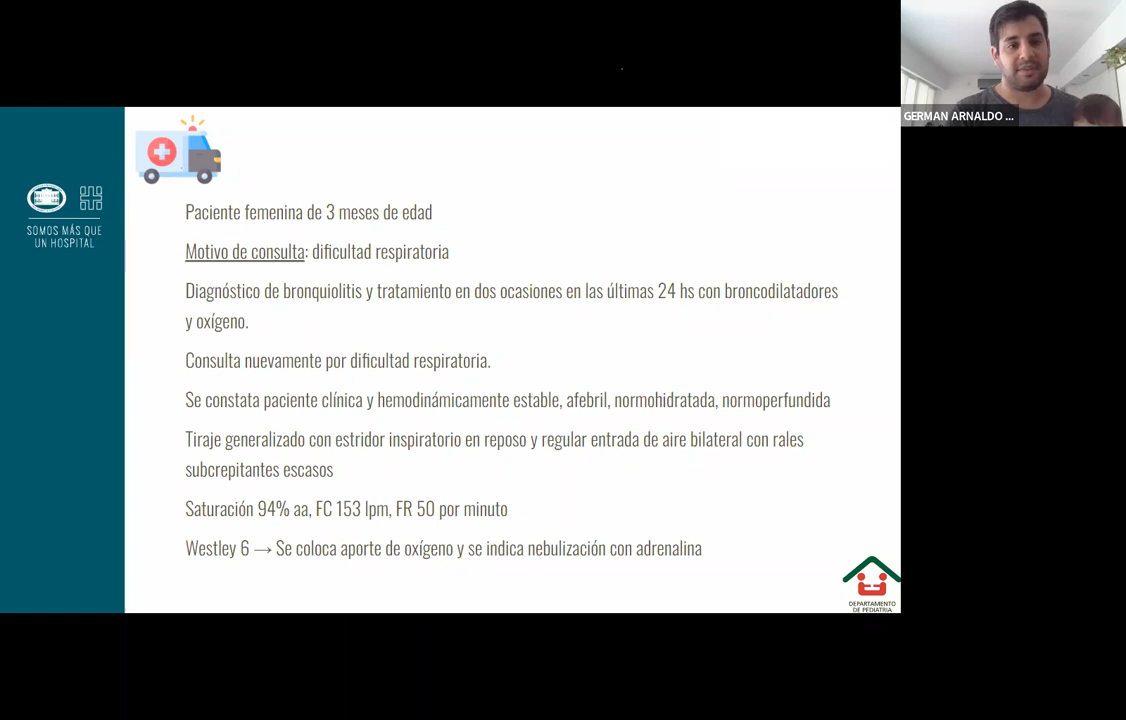 GERMAN ARNALDO ...
SOMOS MÁS QUE
UN HOSPITAL
Paciente femenina de 3 meses de edad
Motivo de consulta: dificultad respiratoria
Diagnóstico de bronquiolitis y tratamiento en dos ocasiones en las últimas 24 hs con broncodilatadores
y oxígeno.
Consulta nuevamente por dificultad respiratoria.
Se constata paciente clínica y hemodinámicamente estable, afebril, normohidratada, normoperfundida
Tiraje generalizado con estridor inspiratorio en reposo y regular entrada de aire bilateral con rales
subcrepitantes escasos
Saturación 94% aa, FC 153 lpm, FR 50 por minuto
Westley 6 → Se coloca aporte de oxígeno y se indica nebulización con adrenalina
DEPARTAMENTO
DE PEDIATRIA